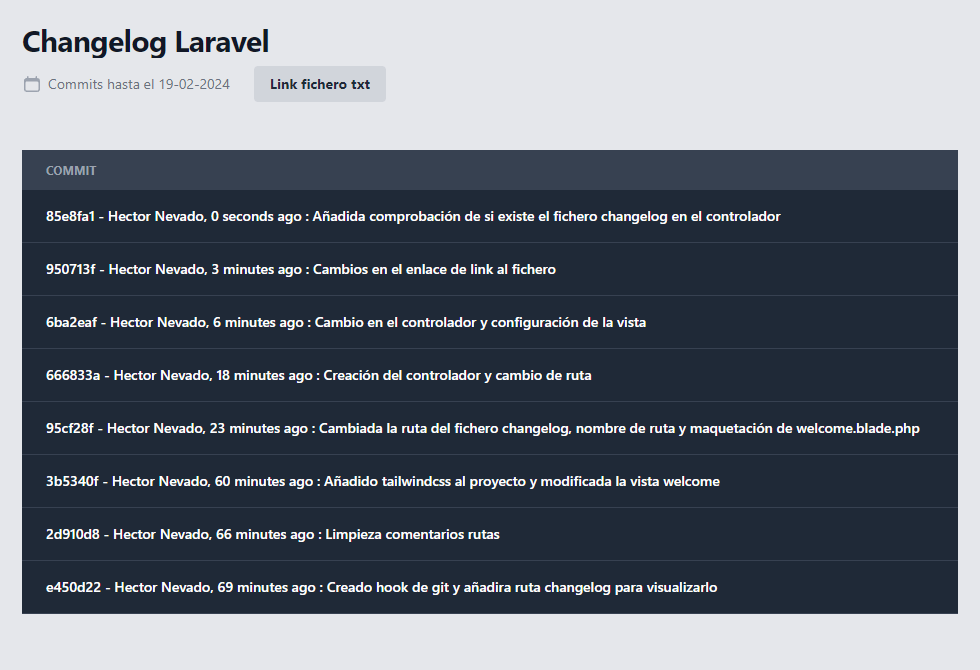 Changelog Laravel
Commits hasta el 19-02-2024
Link fichero txt
COMMIT
85e8fa1 - Hector Nevado, 0 seconds ago : Añadida comprobación de si existe el fichero changelog en el controlador
950713f - Hector Nevado, 3 minutes ago : Cambios en el enlace de link al fichero
6ba2eaf - Hector Nevado, 6 minutes ago : Cambio en el controlador y configuración de la vista
666833a - Hector Nevado, 18 minutes ago : Creación del controlador y cambio de ruta
95cf28f - Hector Nevado, 23 minutes ago : Cambiada la ruta del fichero changelog, nombre de ruta y maquetación de welcome.blade.php
3b5340f - Hector Nevado, 60 minutes ago : Añadido tailwindcss al proyecto y modificada la vista welcome
2d910d8 - Hector Nevado, 66 minutes ago : Limpieza comentarios rutas
e450d22 - Hector Nevado, 69 minutes ago : Creado hook de git y añadira ruta changelog para visualizarlo